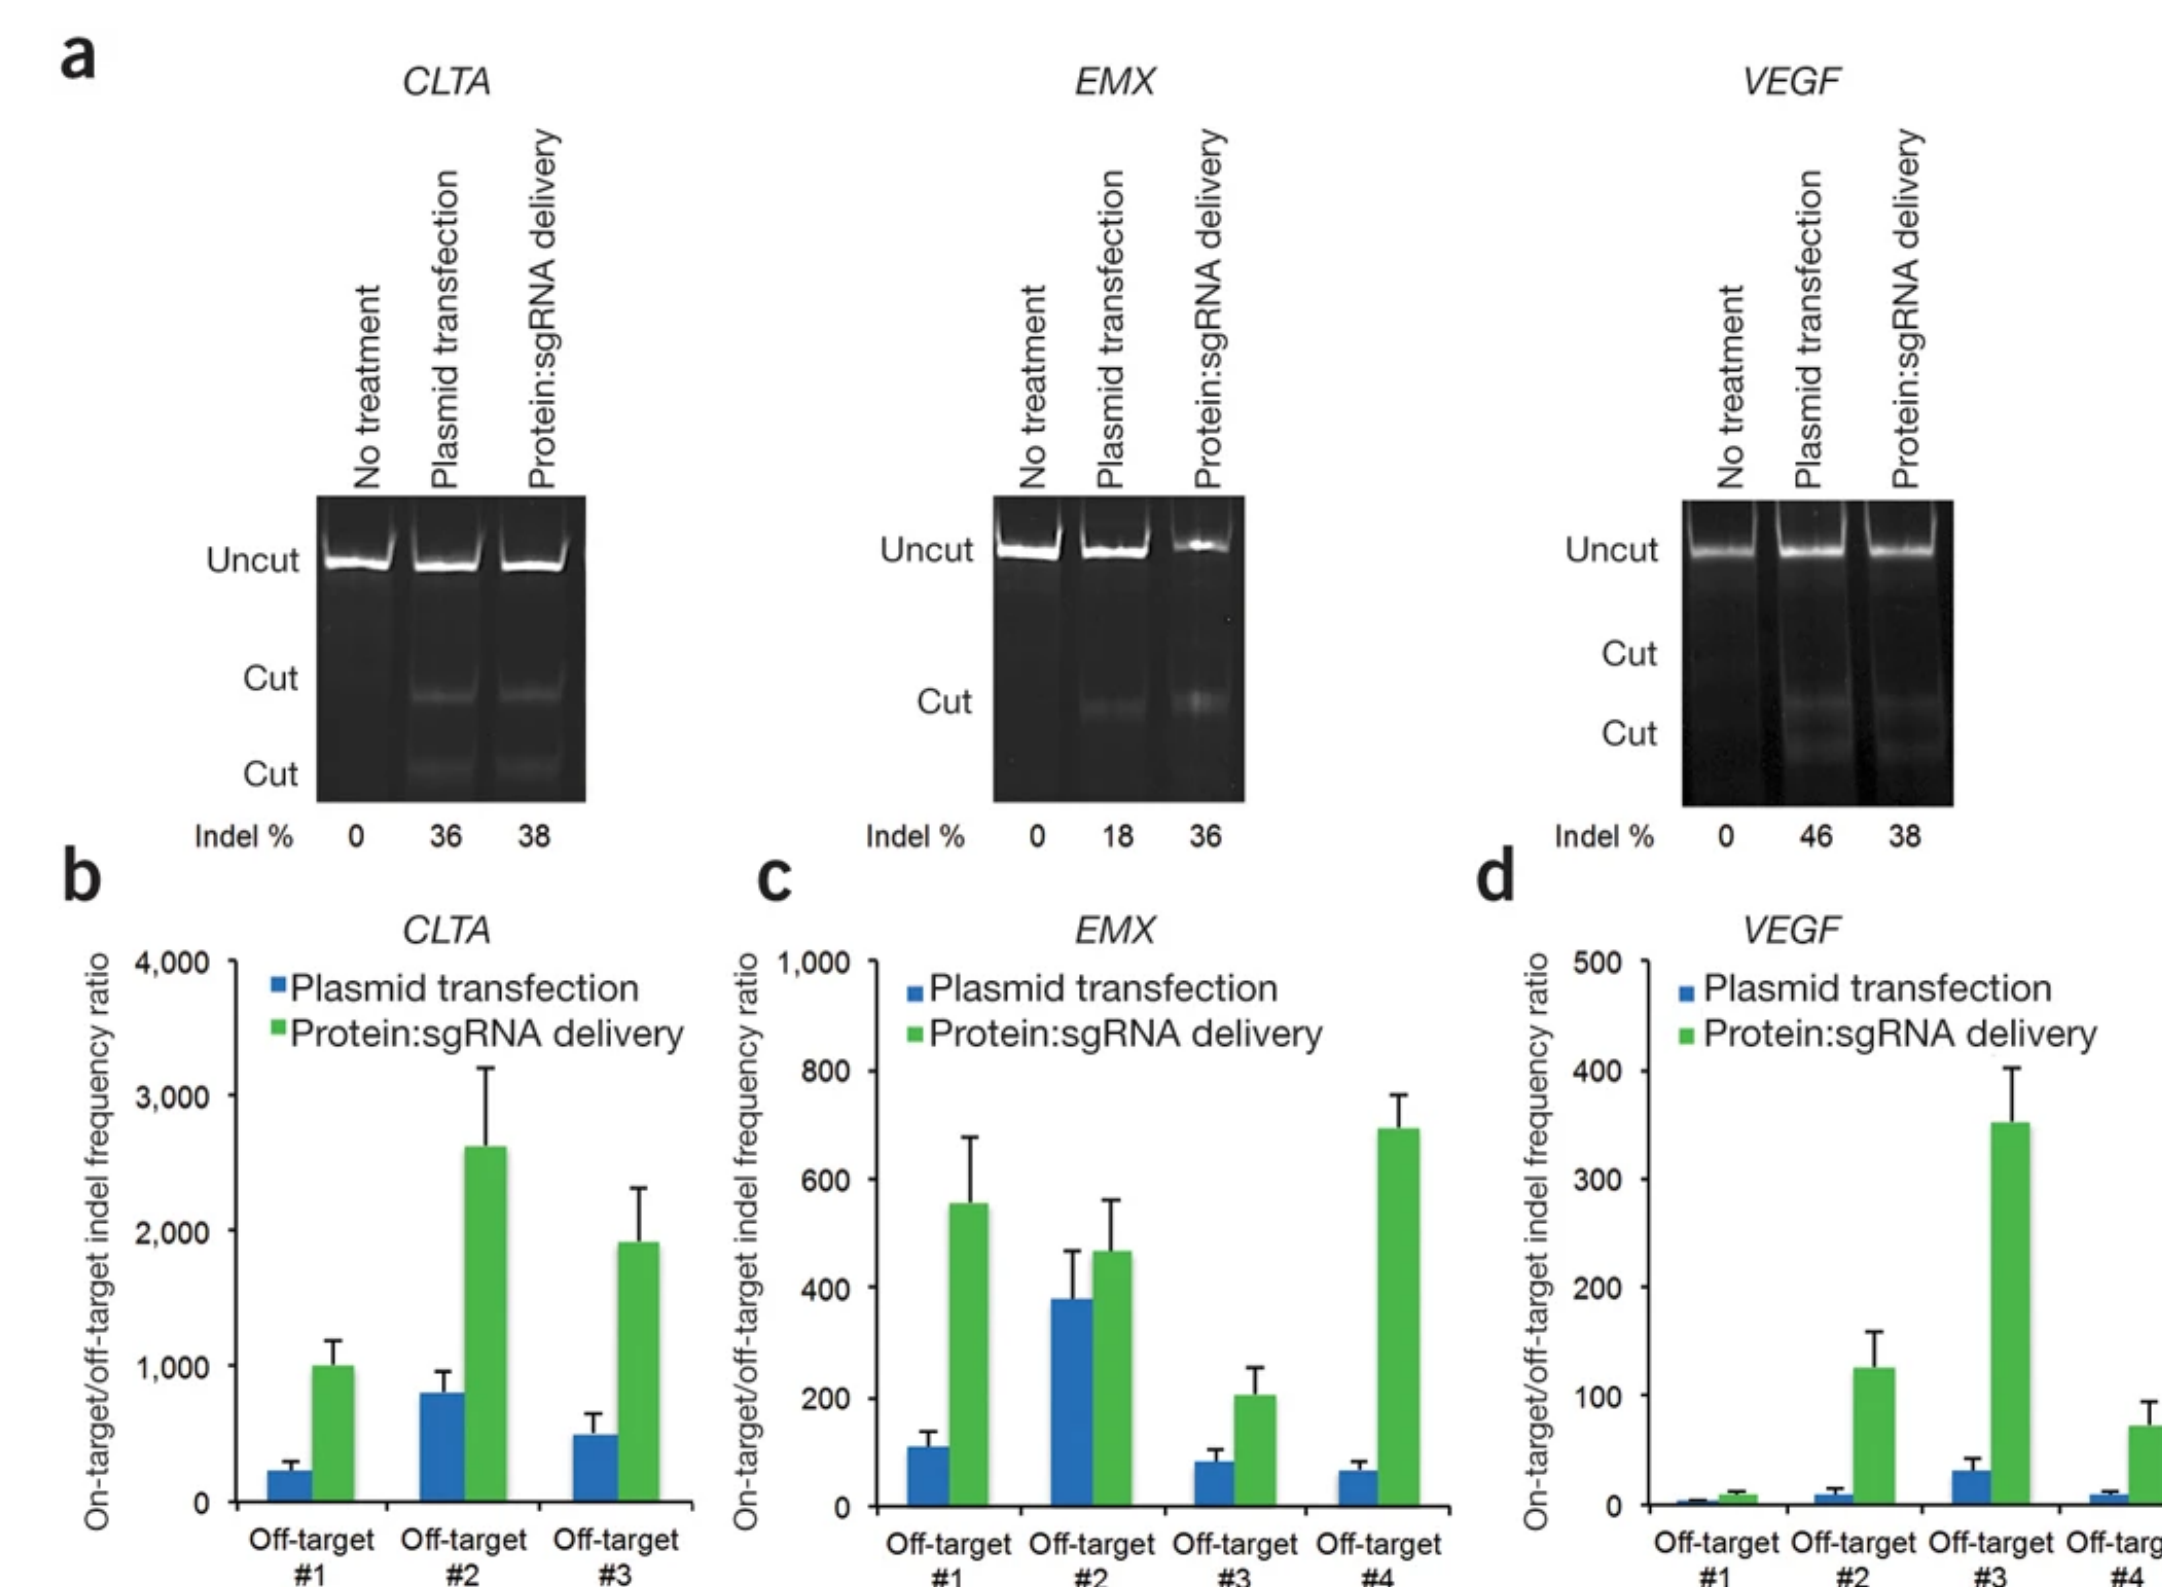 a
CLTA
EMX
VEGF
No treatment
Plasmid transfection
Protein:sgRNA delivery
No treatment
Plasmid transfection
Protein:sgRNA delivery
No treatment
Plasmid transfection
Protein:sgRNA delivery
Uncut
Cut
Cut
Uncut
Cut
Uncut
Cut
Cut
Indel % 0 36 38
Indel % 0 18 36
Indel % 0 46 38
b
CLTA
On-target/off-target indel frequency ratio
4,000
3,000
2,000
1,000
0
Plasmid transfection
Protein:sgRNA delivery
Off-target Off-target Off-target
#1 #2 #3
c
EMX
On-target/off-target indel frequency ratio
1,000
800
600
400
200
0
Plasmid transfection
Protein:sgRNA delivery
Off-target Off-target Off-target Off-target
#1 #2 #3 #4
d
VEGF
On-target/off-target indel frequency ratio
500
400
300
200
100
0
Plasmid transfection
Protein:sgRNA delivery
Off-target Off-target Off-target Off-targ
#1 #2 #3 #4